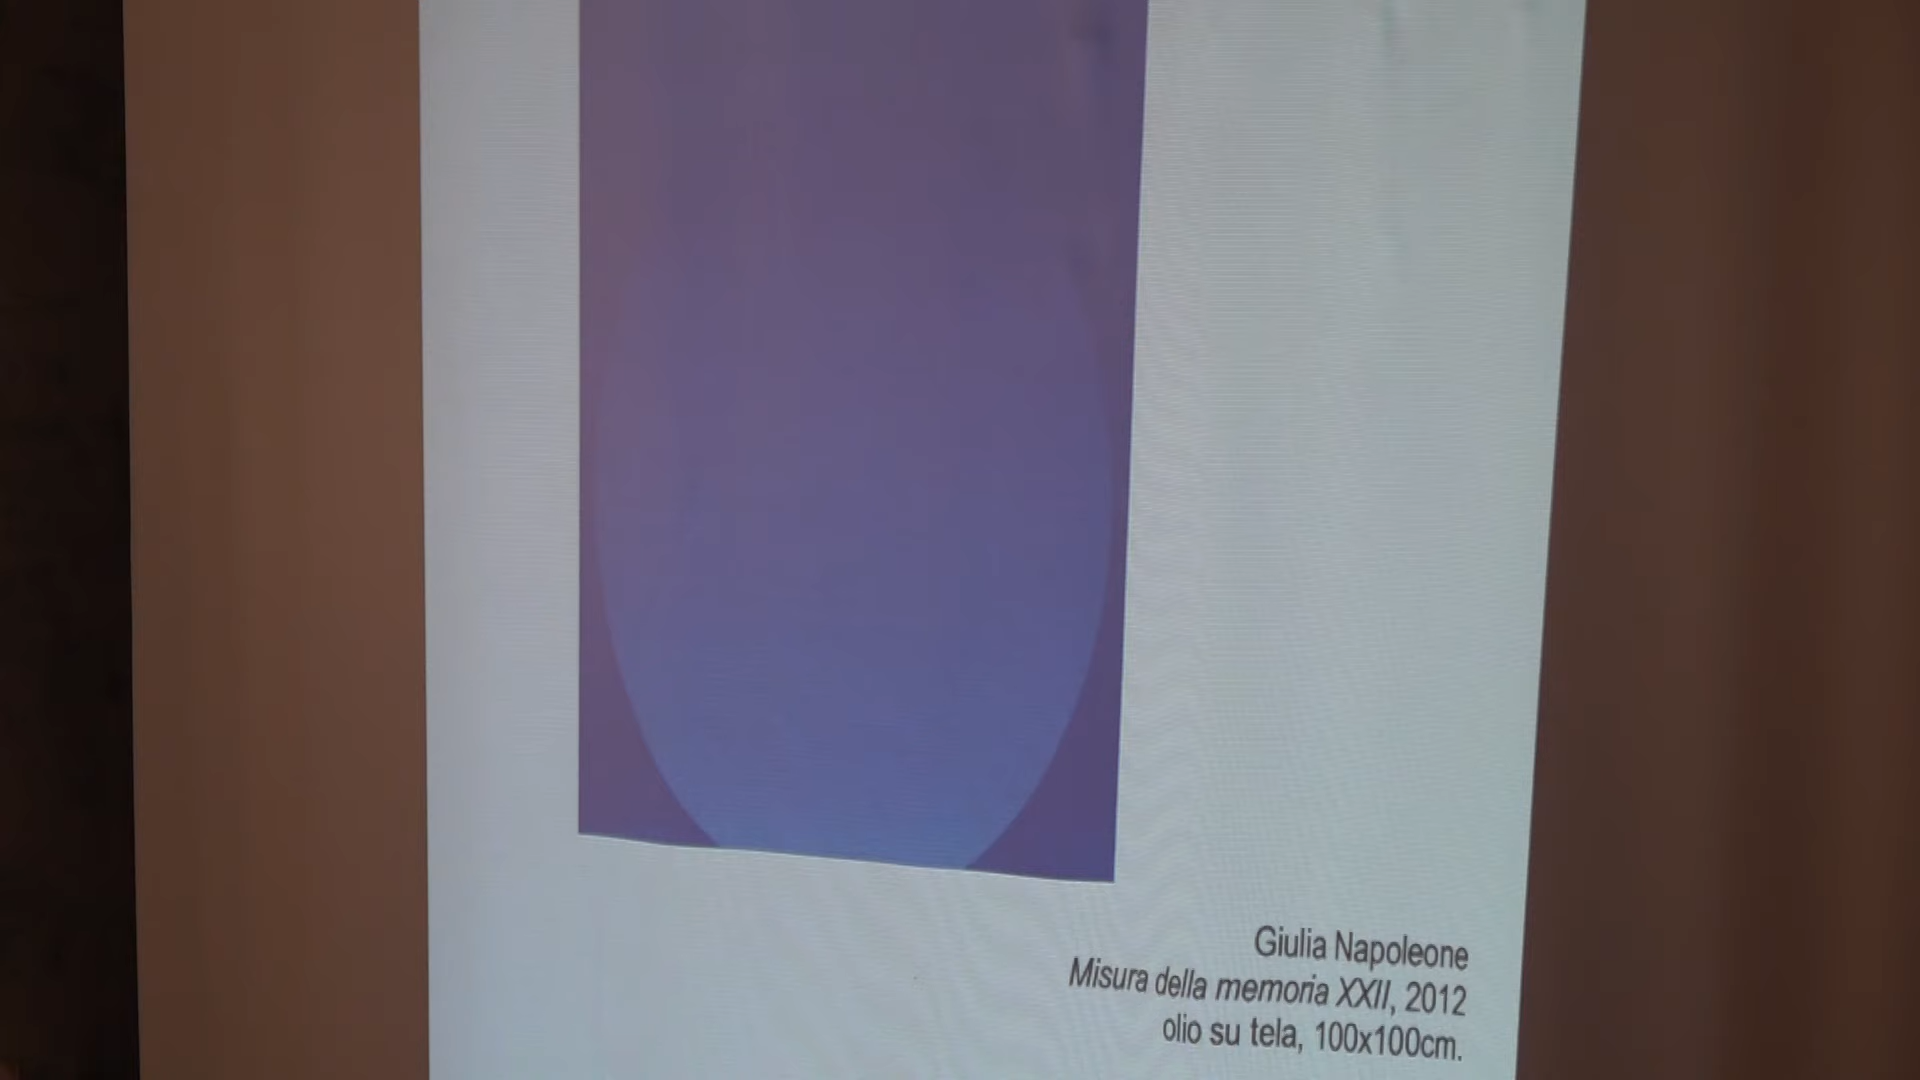 Giulia Napoleone
Misura della memoria XXII, 2012
olio su tela, 100x100cm.